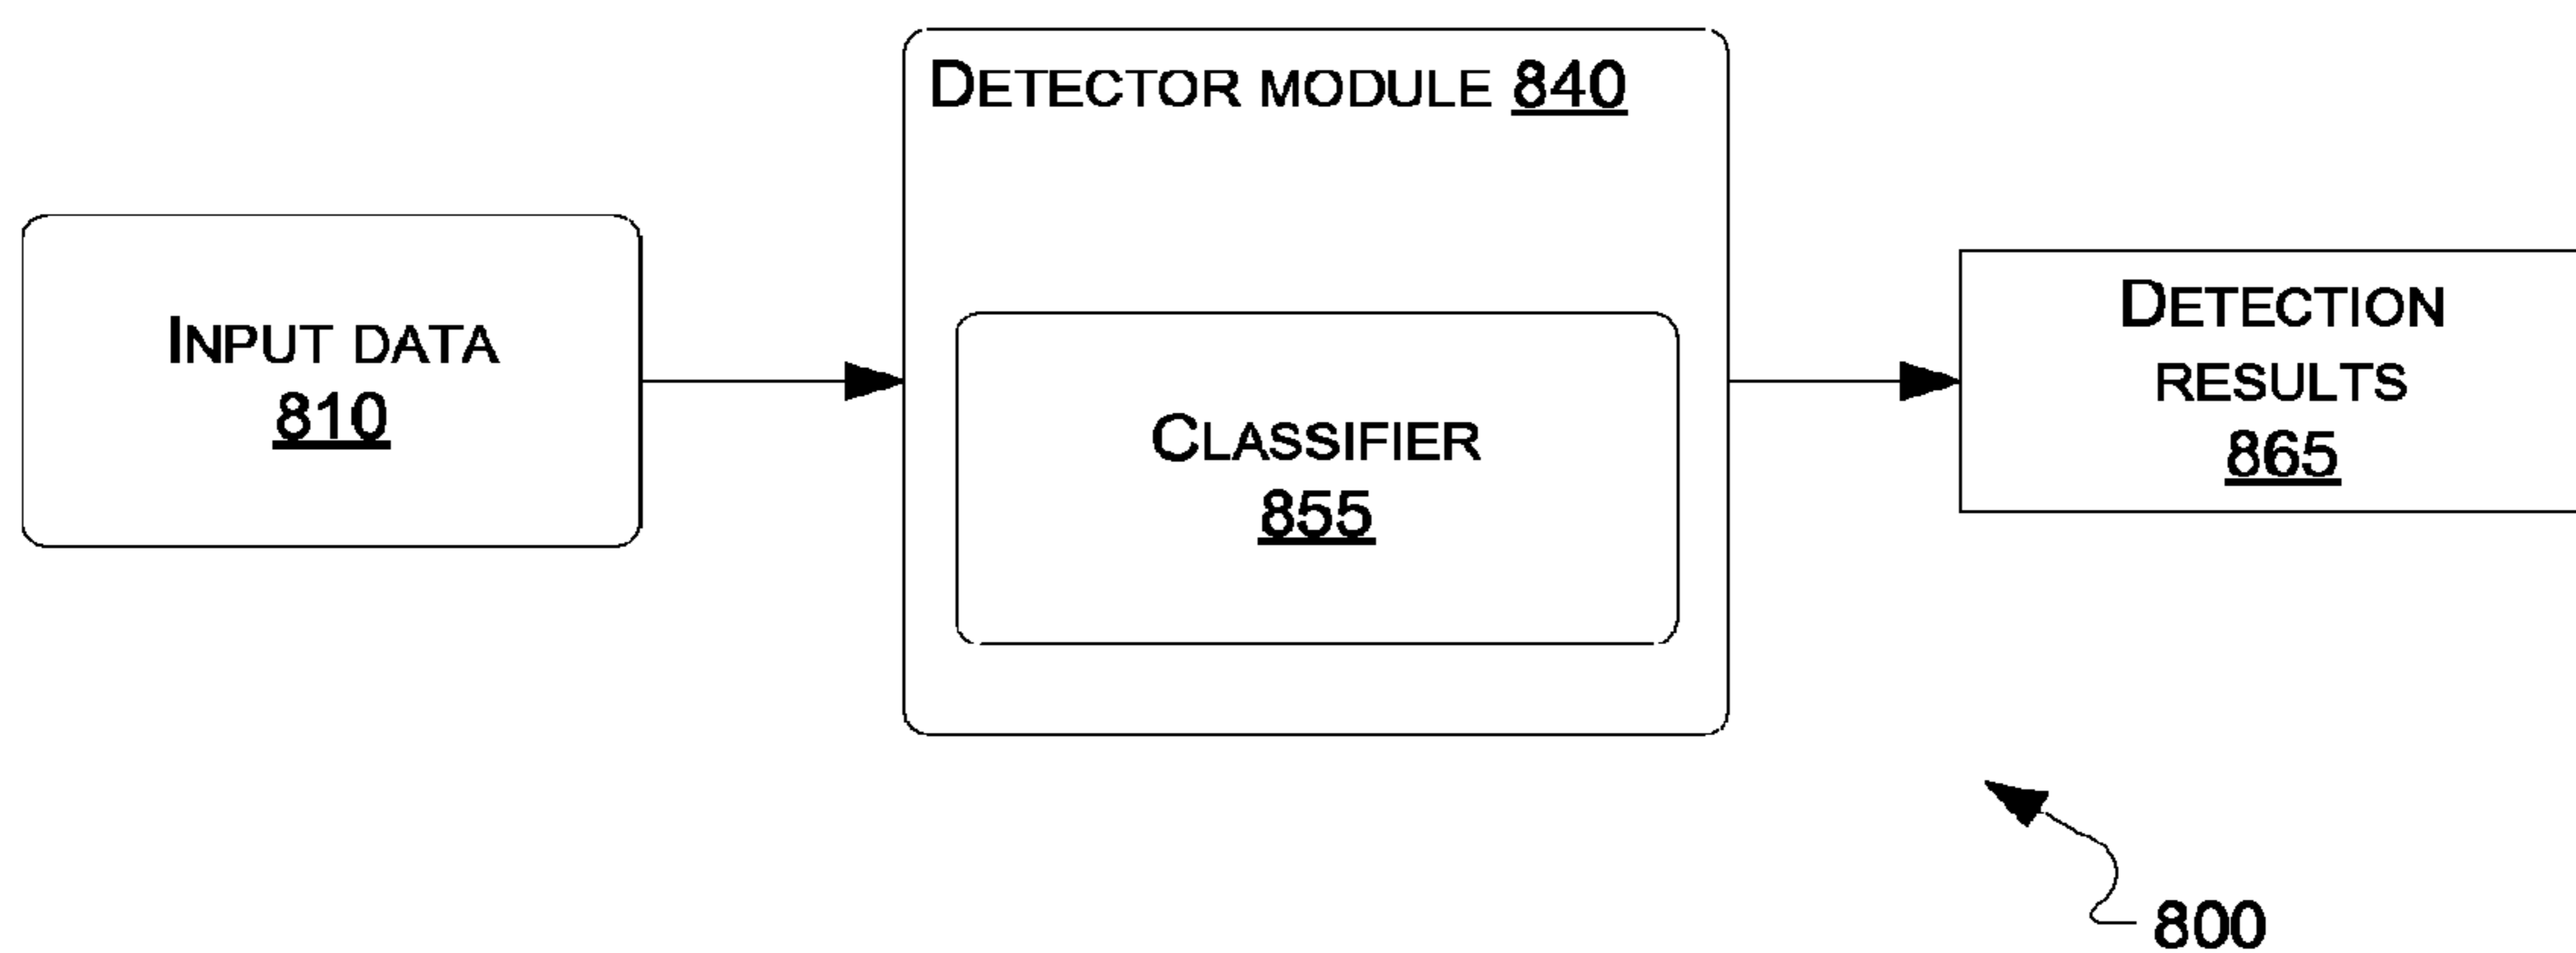 DETECTOR MODULE 840
INPUT DATA
810
CLASSIFIER
855
DETECTION
RESULTS
865
800